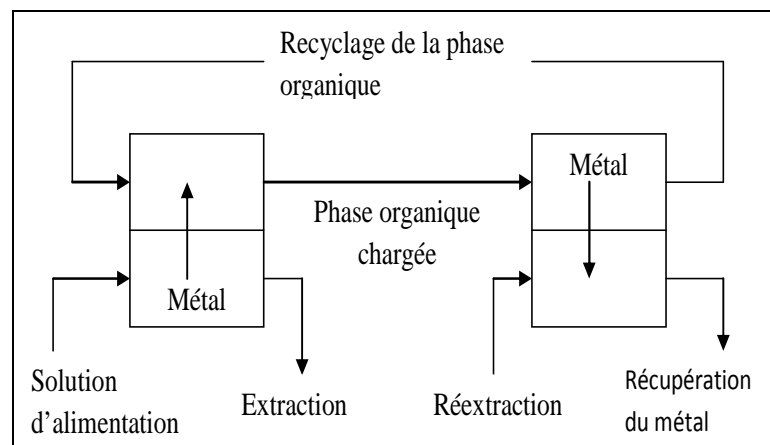 Recyclage de la phase
organique
Métal
Métal
Phase organique
chargée
Solution
d’alimentation
Extraction
Réextraction
Récupération
du métal